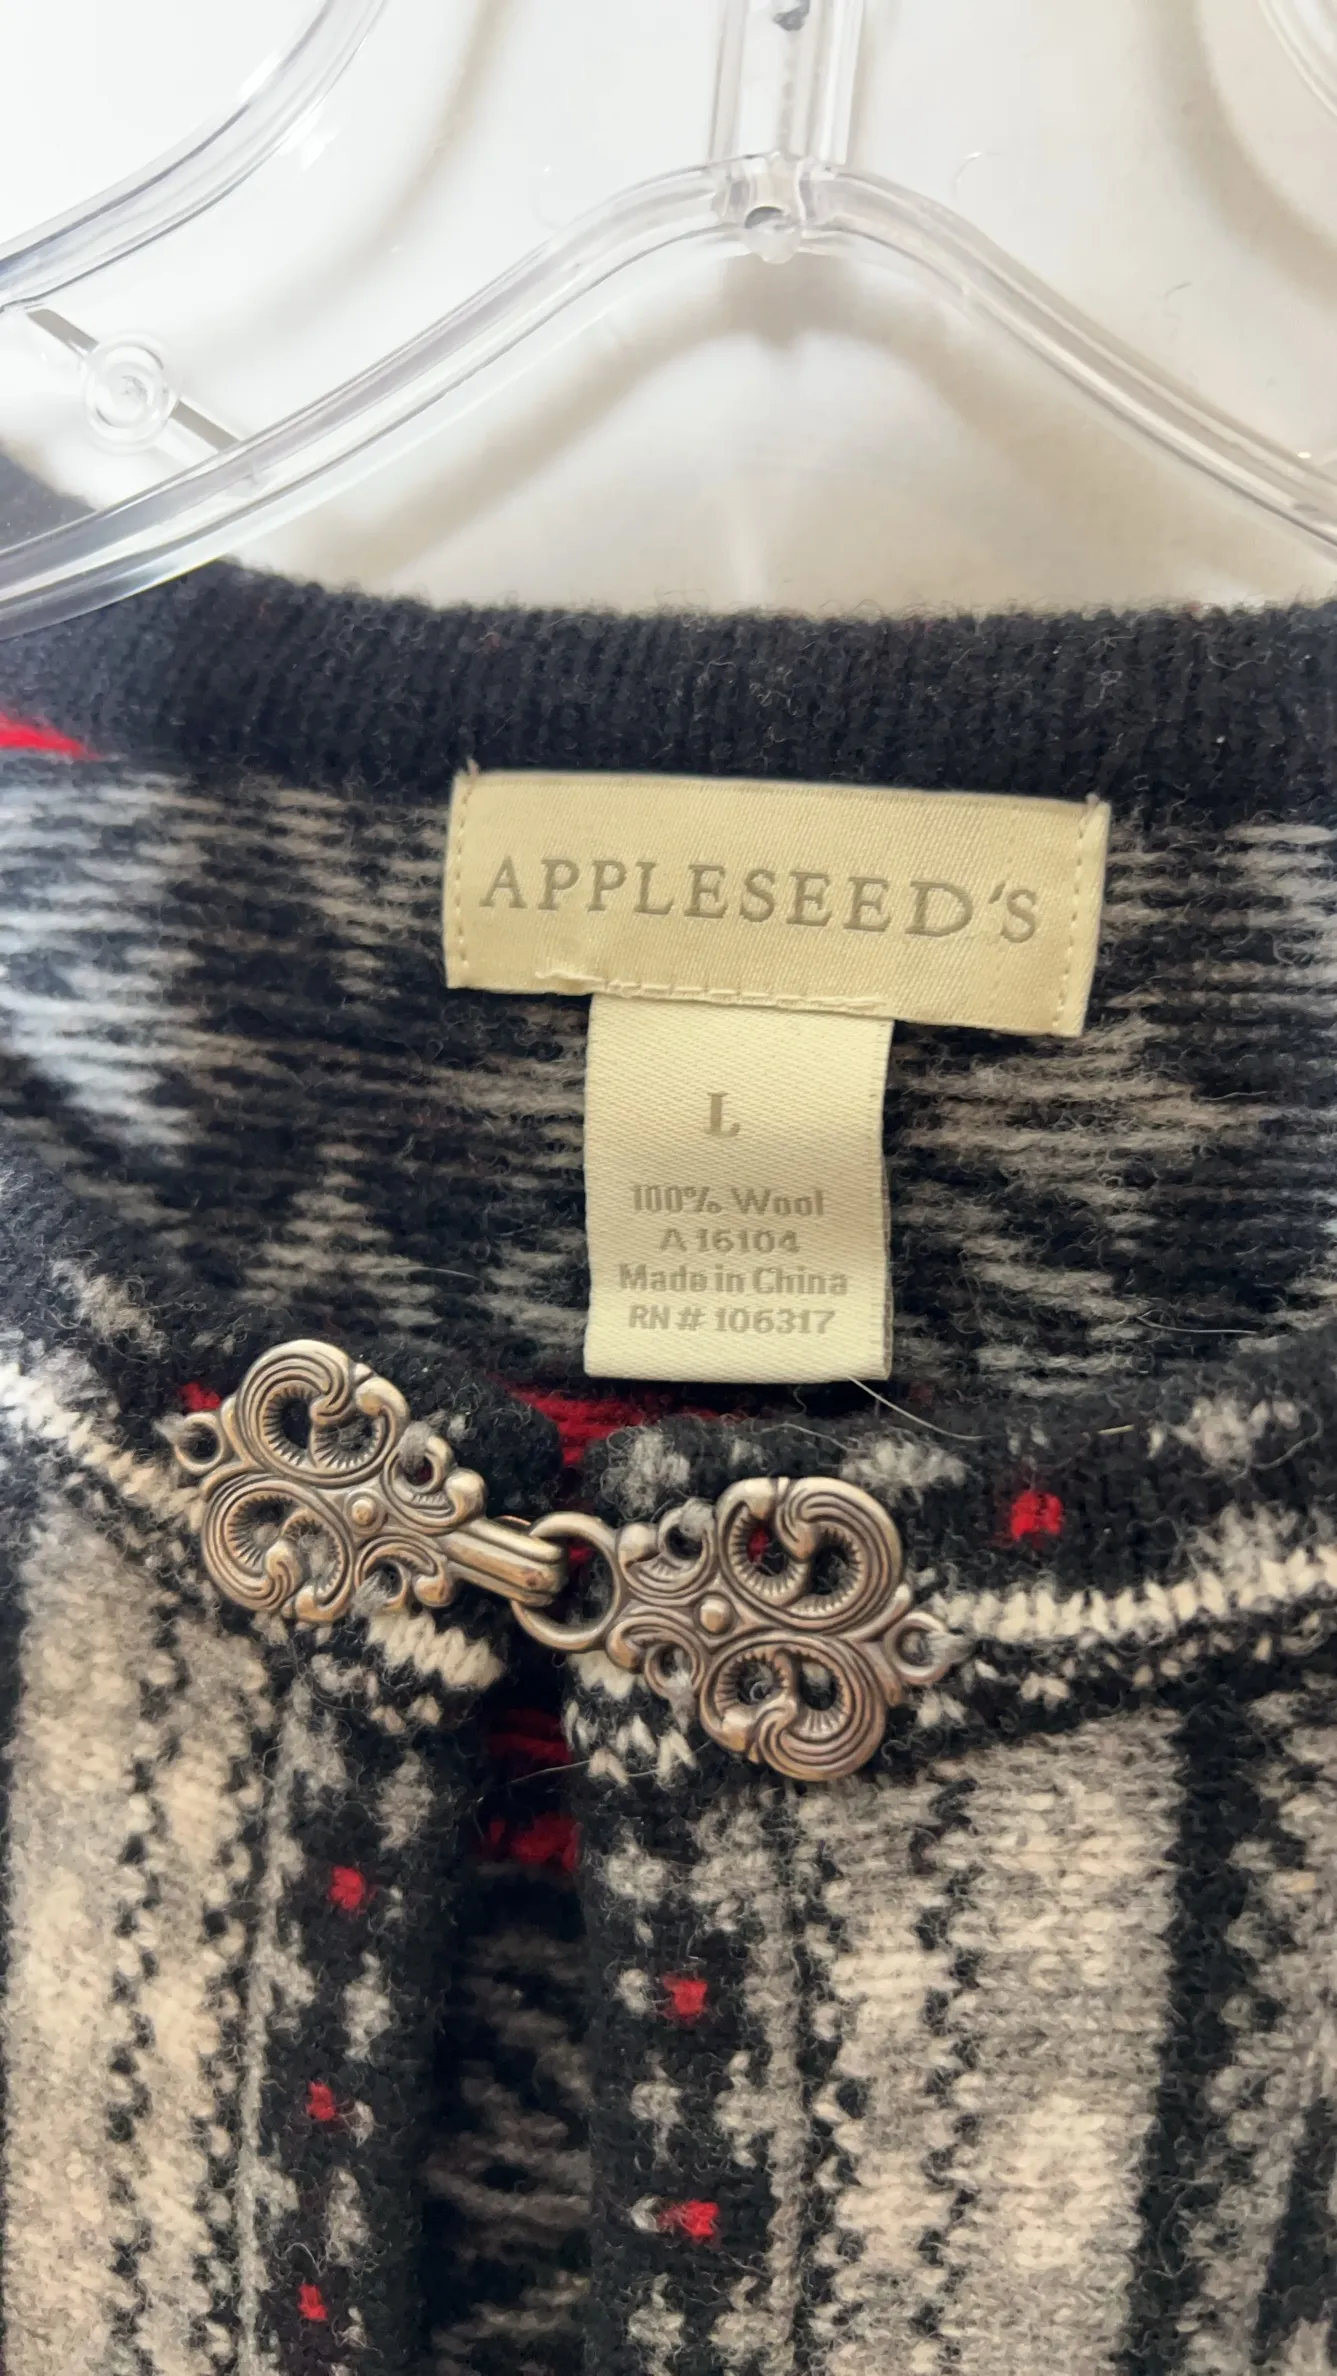 APPLESEED'S
L
100% Wool
A 16104
Made in China
RN # 106317